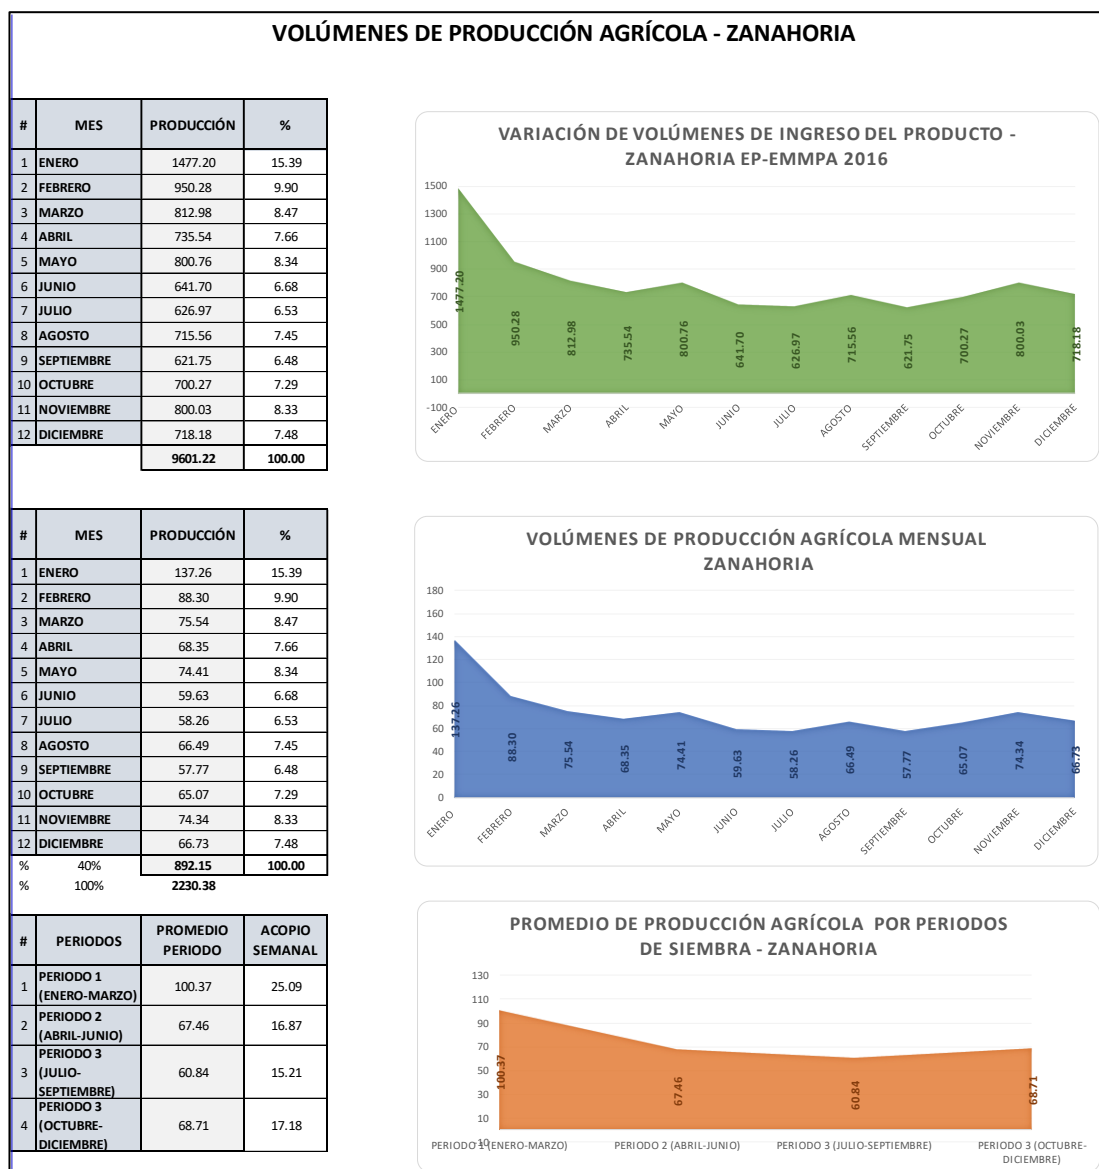 VOLÚMENES DE PRODUCCIÓN AGRÍCOLA - ZANAHORIA
# MES PRODUCCIÓN %
1 ENERO 1477.20 15.39
2 FEBRERO 950.28 9.90
3 MARZO 812.98 8.47
4 ABRIL 735.54 7.66
5 MAYO 800.76 8.34
6 JUNIO 641.70 6.68
7 JULIO 626.97 6.53
8 AGOSTO 715.56 7.45
9 SEPTIEMBRE 621.75 6.48
10 OCTUBRE 700.27 7.29
11 NOVIEMBRE 800.03 8.33
12 DICIEMBRE 718.18 7.48
9601.22 100.00
VARIACIÓN DE VOLÚMENES DE INGRESO DEL PRODUCTO -
ZANAHORIA EP-EMMPA 2016
1500
1300
1100
900
700
500
300
100
-100
1477.20 950.28 812.98 735.54 800.76 641.70 626.97 715.56 621.75 700.27 800.03 718.18
ENERO FEBRERO MARZO ABRIL MAYO JUNIO JULIO AGOSTO SEPTIEMBRE OCTUBRE NOVIEMBRE DICIEMBRE
# MES PRODUCCIÓN %
1 ENERO 137.26 15.39
2 FEBRERO 88.30 9.90
3 MARZO 75.54 8.47
4 ABRIL 68.35 7.66
5 MAYO 74.41 8.34
6 JUNIO 59.63 6.68
7 JULIO 58.26 6.53
8 AGOSTO 66.49 7.45
9 SEPTIEMBRE 57.77 6.48
10 OCTUBRE 65.07 7.29
11 NOVIEMBRE 74.34 8.33
12 DICIEMBRE 66.73 7.48
% 40% 892.15 100.00
% 100% 2230.38
VOLÚMENES DE PRODUCCIÓN AGRÍCOLA MENSUAL
ZANAHORIA
180
160
140
120
100
80
60
40
20
0
137.26 88.30 75.54 68.35 74.41 59.63 58.26 66.49 57.77 65.07 74.34 66.73
ENERO FEBRERO MARZO ABRIL MAYO JUNIO JULIO AGOSTO SEPTIEMBRE OCTUBRE NOVIEMBRE DICIEMBRE
# PERIODOS PROMEDIO PERIODO ACOPIO SEMANAL
1 PERIODO 1 (ENERO-MARZO) 100.37 25.09
2 PERIODO 2 (ABRIL-JUNIO) 67.46 16.87
3 PERIODO 3 (JULIO-SEPTIEMBRE) 60.84 15.21
4 PERIODO 3 (OCTUBRE-DICIEMBRE) 68.71 17.18
PROMEDIO DE PRODUCCIÓN AGRÍCOLA POR PERIODOS
DE SIEMBRA - ZANAHORIA
130
110
90
70
50
30
10
-10
100.37 67.46 60.84 68.71
PERIODO 1 (ENERO-MARZO) PERIODO 2 (ABRIL-JUNIO) PERIODO 3 (JULIO-SEPTIEMBRE) PERIODO 3 (OCTUBRE-
DICIEMBRE)